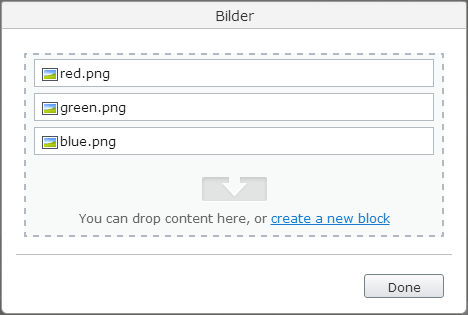 Bilder
red.png
green.png
blue.png
You can drop content here, or create a new block
Done